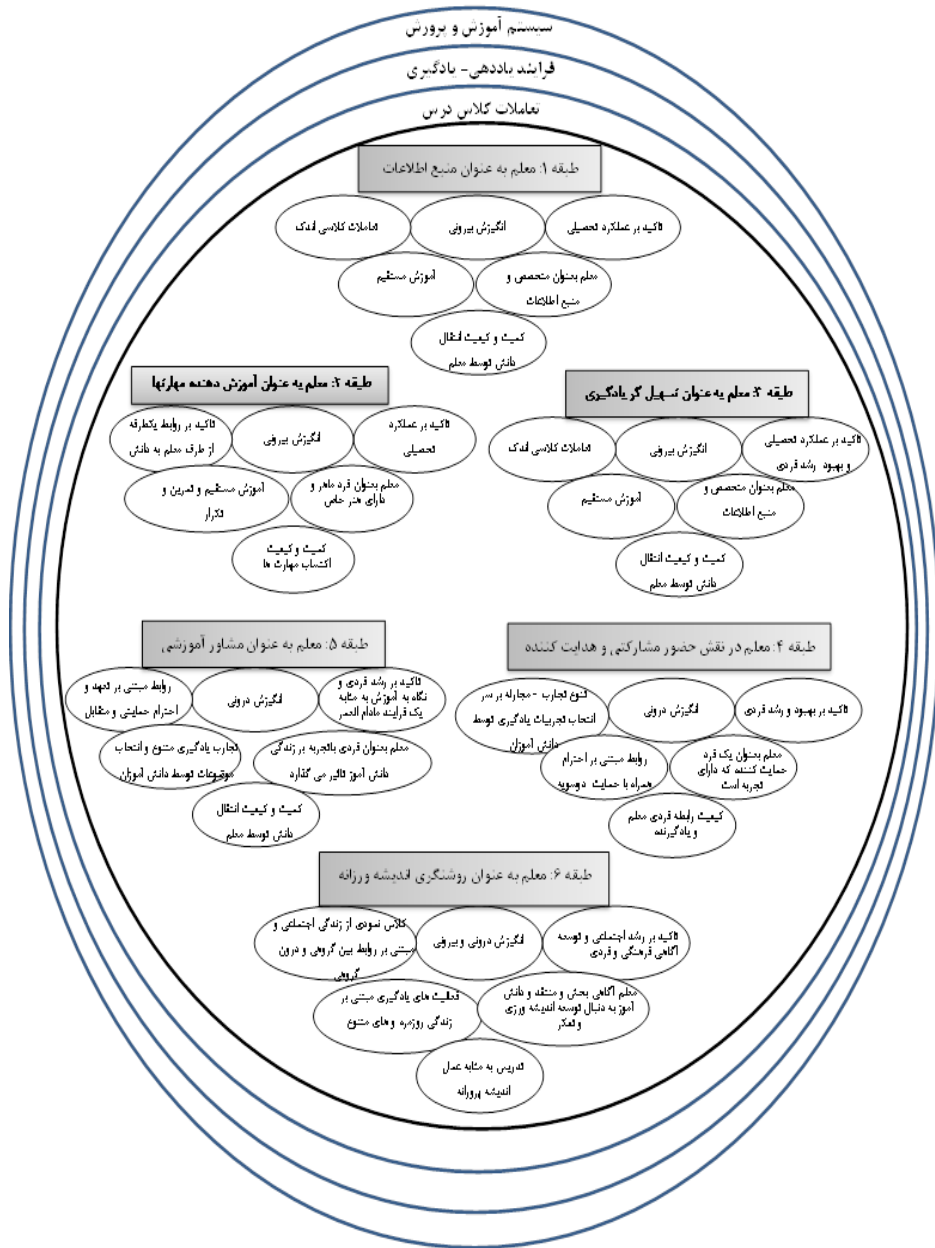 سیستم آموزش و پرورش
فرایند یاددهی- یادگیری
تعاملات کلاس درس
طبقه ۱: معلم به عنوان منبع اطلاعات
تاکید بر عملکرد تحصیلی
انگیزش بیرونی
تعاملات کلاسی اندک
معلم بعنوان متخصص و
منبع اطلاعات
آموزش مستقیم
کمیت و کیفیت انتقال
دانش توسط معلم
طبقه ۲: معلم به عنوان آموزش دهنده مهارتها
تاکید بر عملکرد
تحصیلی
انگیزش بیرونی
تاکید بر روابط یکطرفه
از طرف معلم به دانش
معلم بعنوان فرد ماهر و
دارای هنر خاص
آموزش مستقیم و تمرین و
تکرار
کمیت و کیفیت
اکتساب مهارت ها
طبقه ۳: معلم به عنوان تسهیل گر یادگیری
تاکید بر عملکرد تحصیلی
و بهبود رشد فردی
انگیزش بیرونی
تعاملات کلاسی اندک
معلم بعنوان متخصص و
منبع اطلاعات
آموزش مستقیم
کمیت و کیفیت انتقال
دانش توسط معلم
طبقه ۴: معلم در نقش حضور مشارکتی و هدایت کننده
تاکید بر بهبود و رشد فردی
انگیزش درونی
تنوع تجارب - مجادله بر سر
انتخاب تجربیات یادگیری توسط
دانش آموزان
معلم بعنوان یک فرد
حمایت کننده که دارای
تجربه است
روابط مبتنی بر احترام
همراه با حمایت دوسویه
کیفیت رابطه فردی معلم
و یادگیرنده
طبقه ۵: معلم به عنوان مشاور آموزشی
تاکید بر رشد فردی و
نگاه به آموزش به مثابه
یک فرایند مادام العمر
انگیزش درونی
روابط مبتنی بر تعهد و
احترام حمایتی و متقابل
معلم بعنوان فردی باتجربه بر زندگی
دانش آموز تاثیر می گذارد
تجارب یادگیری متنوع و انتخاب
موضوعات توسط دانش آموزان
کمیت و کیفیت انتقال
دانش توسط معلم
طبقه ۶: معلم به عنوان روشنگری اندیشه ورزانه
تاکید بر رشد اجتماعی و توسعه
آگاهی فرهنگی و فردی
انگیزش درونی و بیرونی
کلاس نمودی از زندگی اجتماعی و
مبتنی بر روابط بین گروهی و درون
گروهی
معلم آگاهی بخش و منتقد و دانش
آموز به دنبال توسعه اندیشه ورزی
و تفکر
فعالیت های یادگیری مبتنی بر
زندگی روزمره و های متنوع
تدریس به مثابه عمل
اندیشه پرورانه